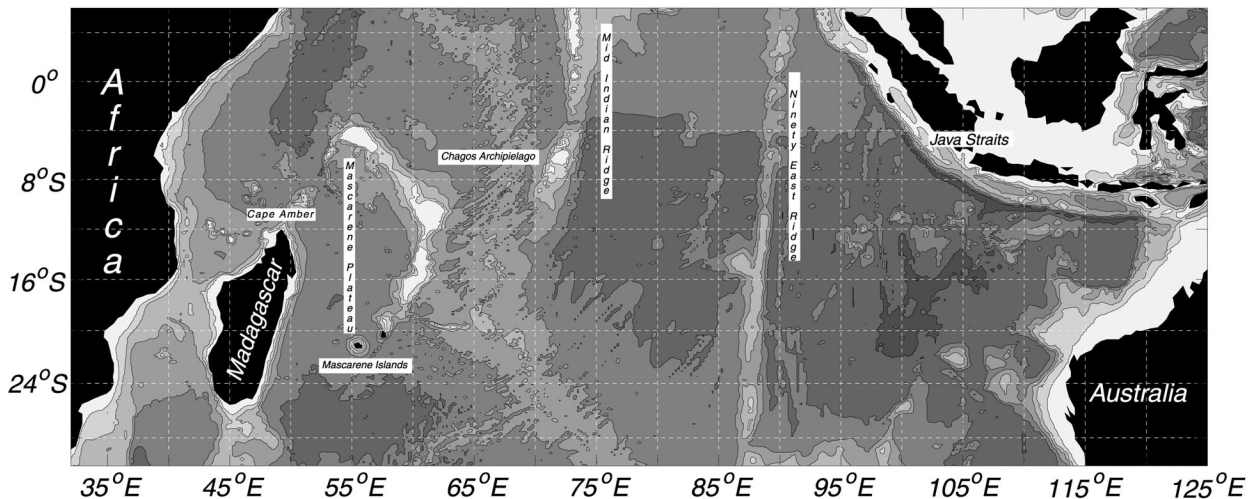 Africa
0°
8°S
16°S
24°S
Cape Amber
Madagascar
Mascarene Plateau
Mascarene Islands
Chagos Archipielago
Mid Indian Ridge
Ninety East Ridge
Java Straits
Australia
35°E 45°E 55°E 65°E 75°E 85°E 95°E 105°E 115°E 125°E